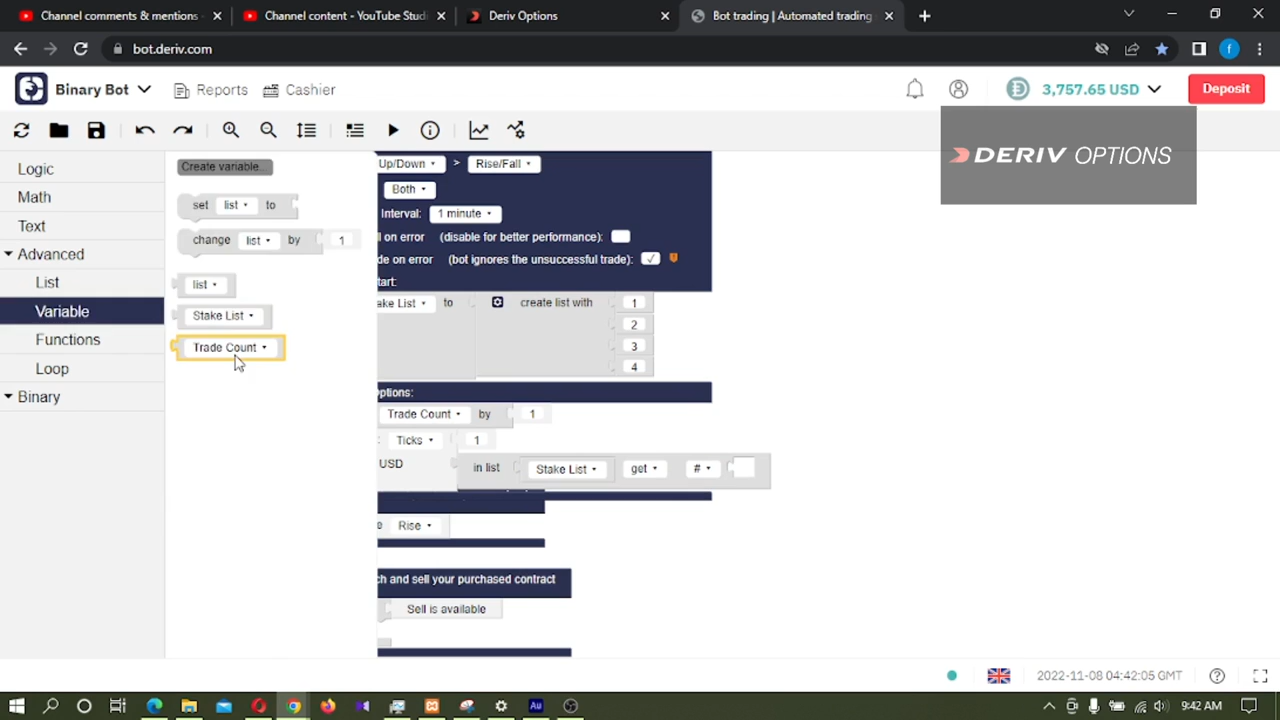 Channel comments & mentions -
Channel content - YouTube Studi
Deriv Options
Bot trading | Automated trading
bot.deriv.com
f
Binary Bot
Reports
Cashier
3,757.65 USD
Deposit
DERIV OPTIONS
Logic
Math
Text
Advanced
List
Variable
Functions
Loop
Binary
Create variable...
set list to
change list by 1
list
Stake List
Trade Count
Up/Down > Rise/Fall
Both
Interval: 1 minute
on error (disable for better performance):
on error (bot ignores the unsuccessful trade): ✓
List to create list with 1
2
3
4
Trade Count by 1
: Ticks 1
USD in list Stake List get #
Rise
and sell your purchased contract
Sell is available
2022-11-08 04:42:05 GMT
Au
9:42 AM